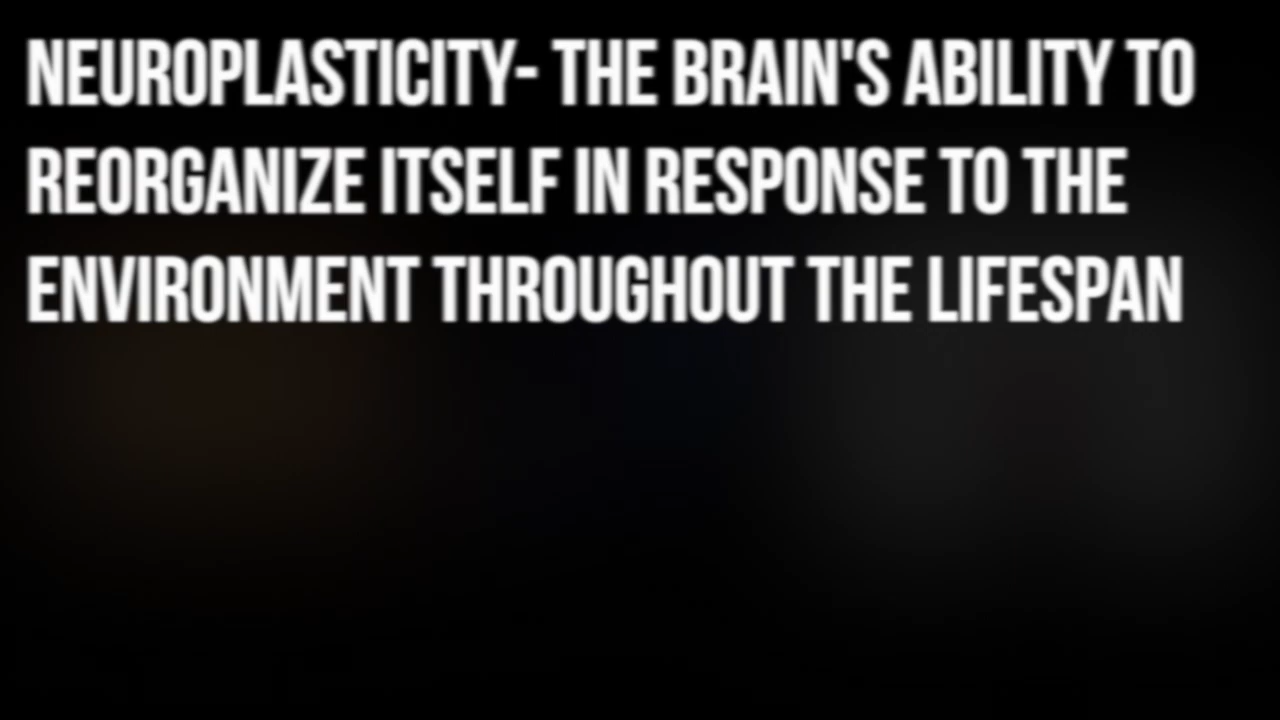 NEUROPLASTICITY- THE BRAIN'S ABILITY TO
REORGANIZE ITSELF IN RESPONSE TO THE
ENVIRONMENT THROUGHOUT THE LIFESPAN